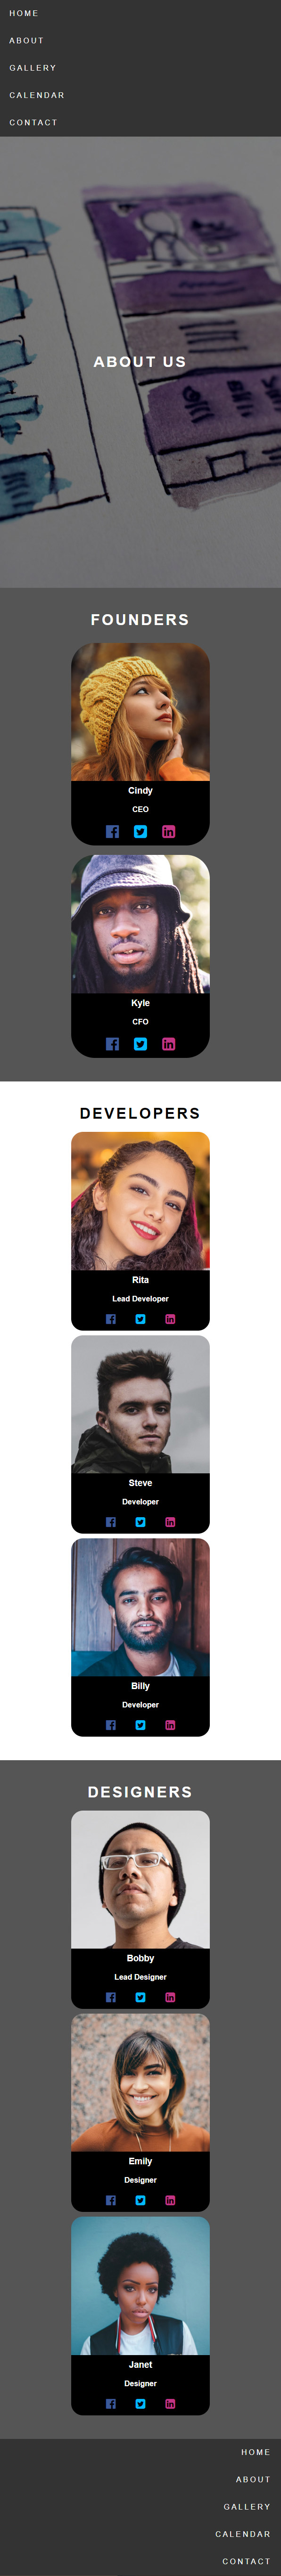 HOME
ABOUT
GALLERY
CALENDAR
CONTACT
ABOUT US
FOUNDERS
Cindy
CEO
Kyle
CFO
DEVELOPERS
Rita
Lead Developer
Steve
Developer
Billy
Developer
DESIGNERS
Bobby
Lead Designer
Emily
Designer
Janet
Designer
HOME
ABOUT
GALLERY
CALENDAR
CONTACT